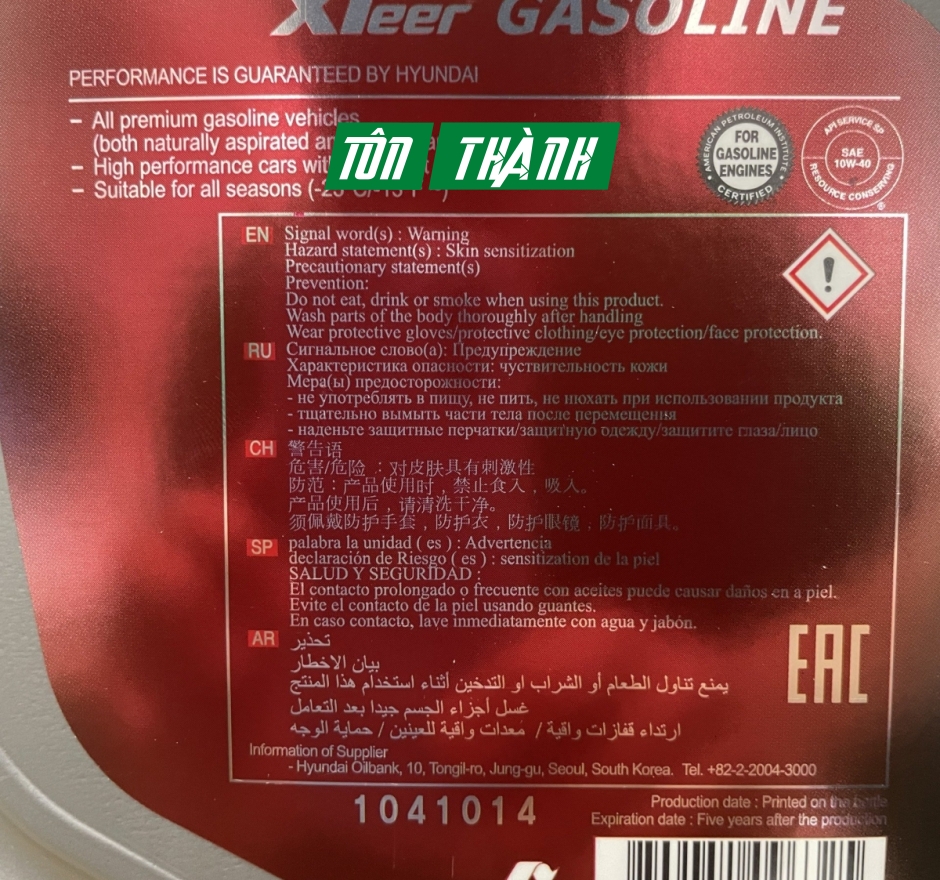 XTeer GASOLINE
PERFORMANCE IS GUARANTEED BY HYUNDAI
– All premium gasoline vehicles
(both naturally aspirated
– High performance cars
– Suitable for all seasons
TÔN THÀNH
AMERICAN PETROLEUM INSTITUTE
FOR
GASOLINE
ENGINES
CERTIFIED
API SERVICE SP
SAE
10W-40
RESOURCE CONSERVING
®
EN Signal word(s) : Warning
Hazard statement(s) : Skin sensitization
Precautionary statement(s)
Prevention:
Do not eat, drink or smoke when using this product.
Wash parts of the body thoroughly after handling
Wear protective gloves/protective clothing/eye protection/face protection.
RU Сигнальное слово(а): Предупреждение
Характеристика опасности: чуствительность кожи
Мера(ы) предосторожности:
- не употреблять в пищу, не пить, не нюхать при использовании продукта
- тщательно вымыть части тела после перемещения
- наденьте защитные перчатки/защитную одежду/защитите глаза/лицо
CH 警告语
危害/危险 : 对皮肤具有刺激性
防范 : 产品使用时 , 禁止食入 , 吸入。
产品使用后 , 请清洗干净。
须佩戴防护手套 , 防护衣 , 防护眼镜 , 防护面具。
SP palabra la unidad ( es ) : Advertencia
declaración de Riesgo ( es ) : sensitization de la piel
SALUD Y SEGURIDAD :
El contacto prolongado o frecuente con aceites puede causar daños en a piel.
Evite el contacto de la piel usando guantes.
En caso contacto, lave inmediatamente con agua y jabón.
AR تحذير
بيان الاخطار
يمنع تناول الطعام أو الشراب او التدخين أثناء استخدام هذا المنتج
غسل أجزاء الجسم جيدا بعد التعامل
ارتداء قفازات واقية / معدات واقية للعينين / حماية الوجه
EAC
Information of Supplier
- Hyundai Oilbank, 10, Tongil-ro, Jung-gu, Seoul, South Korea. Tel. +82-2-2004-3000
1041014
Production date : Printed on the bottle
Expiration date : Five years after the production